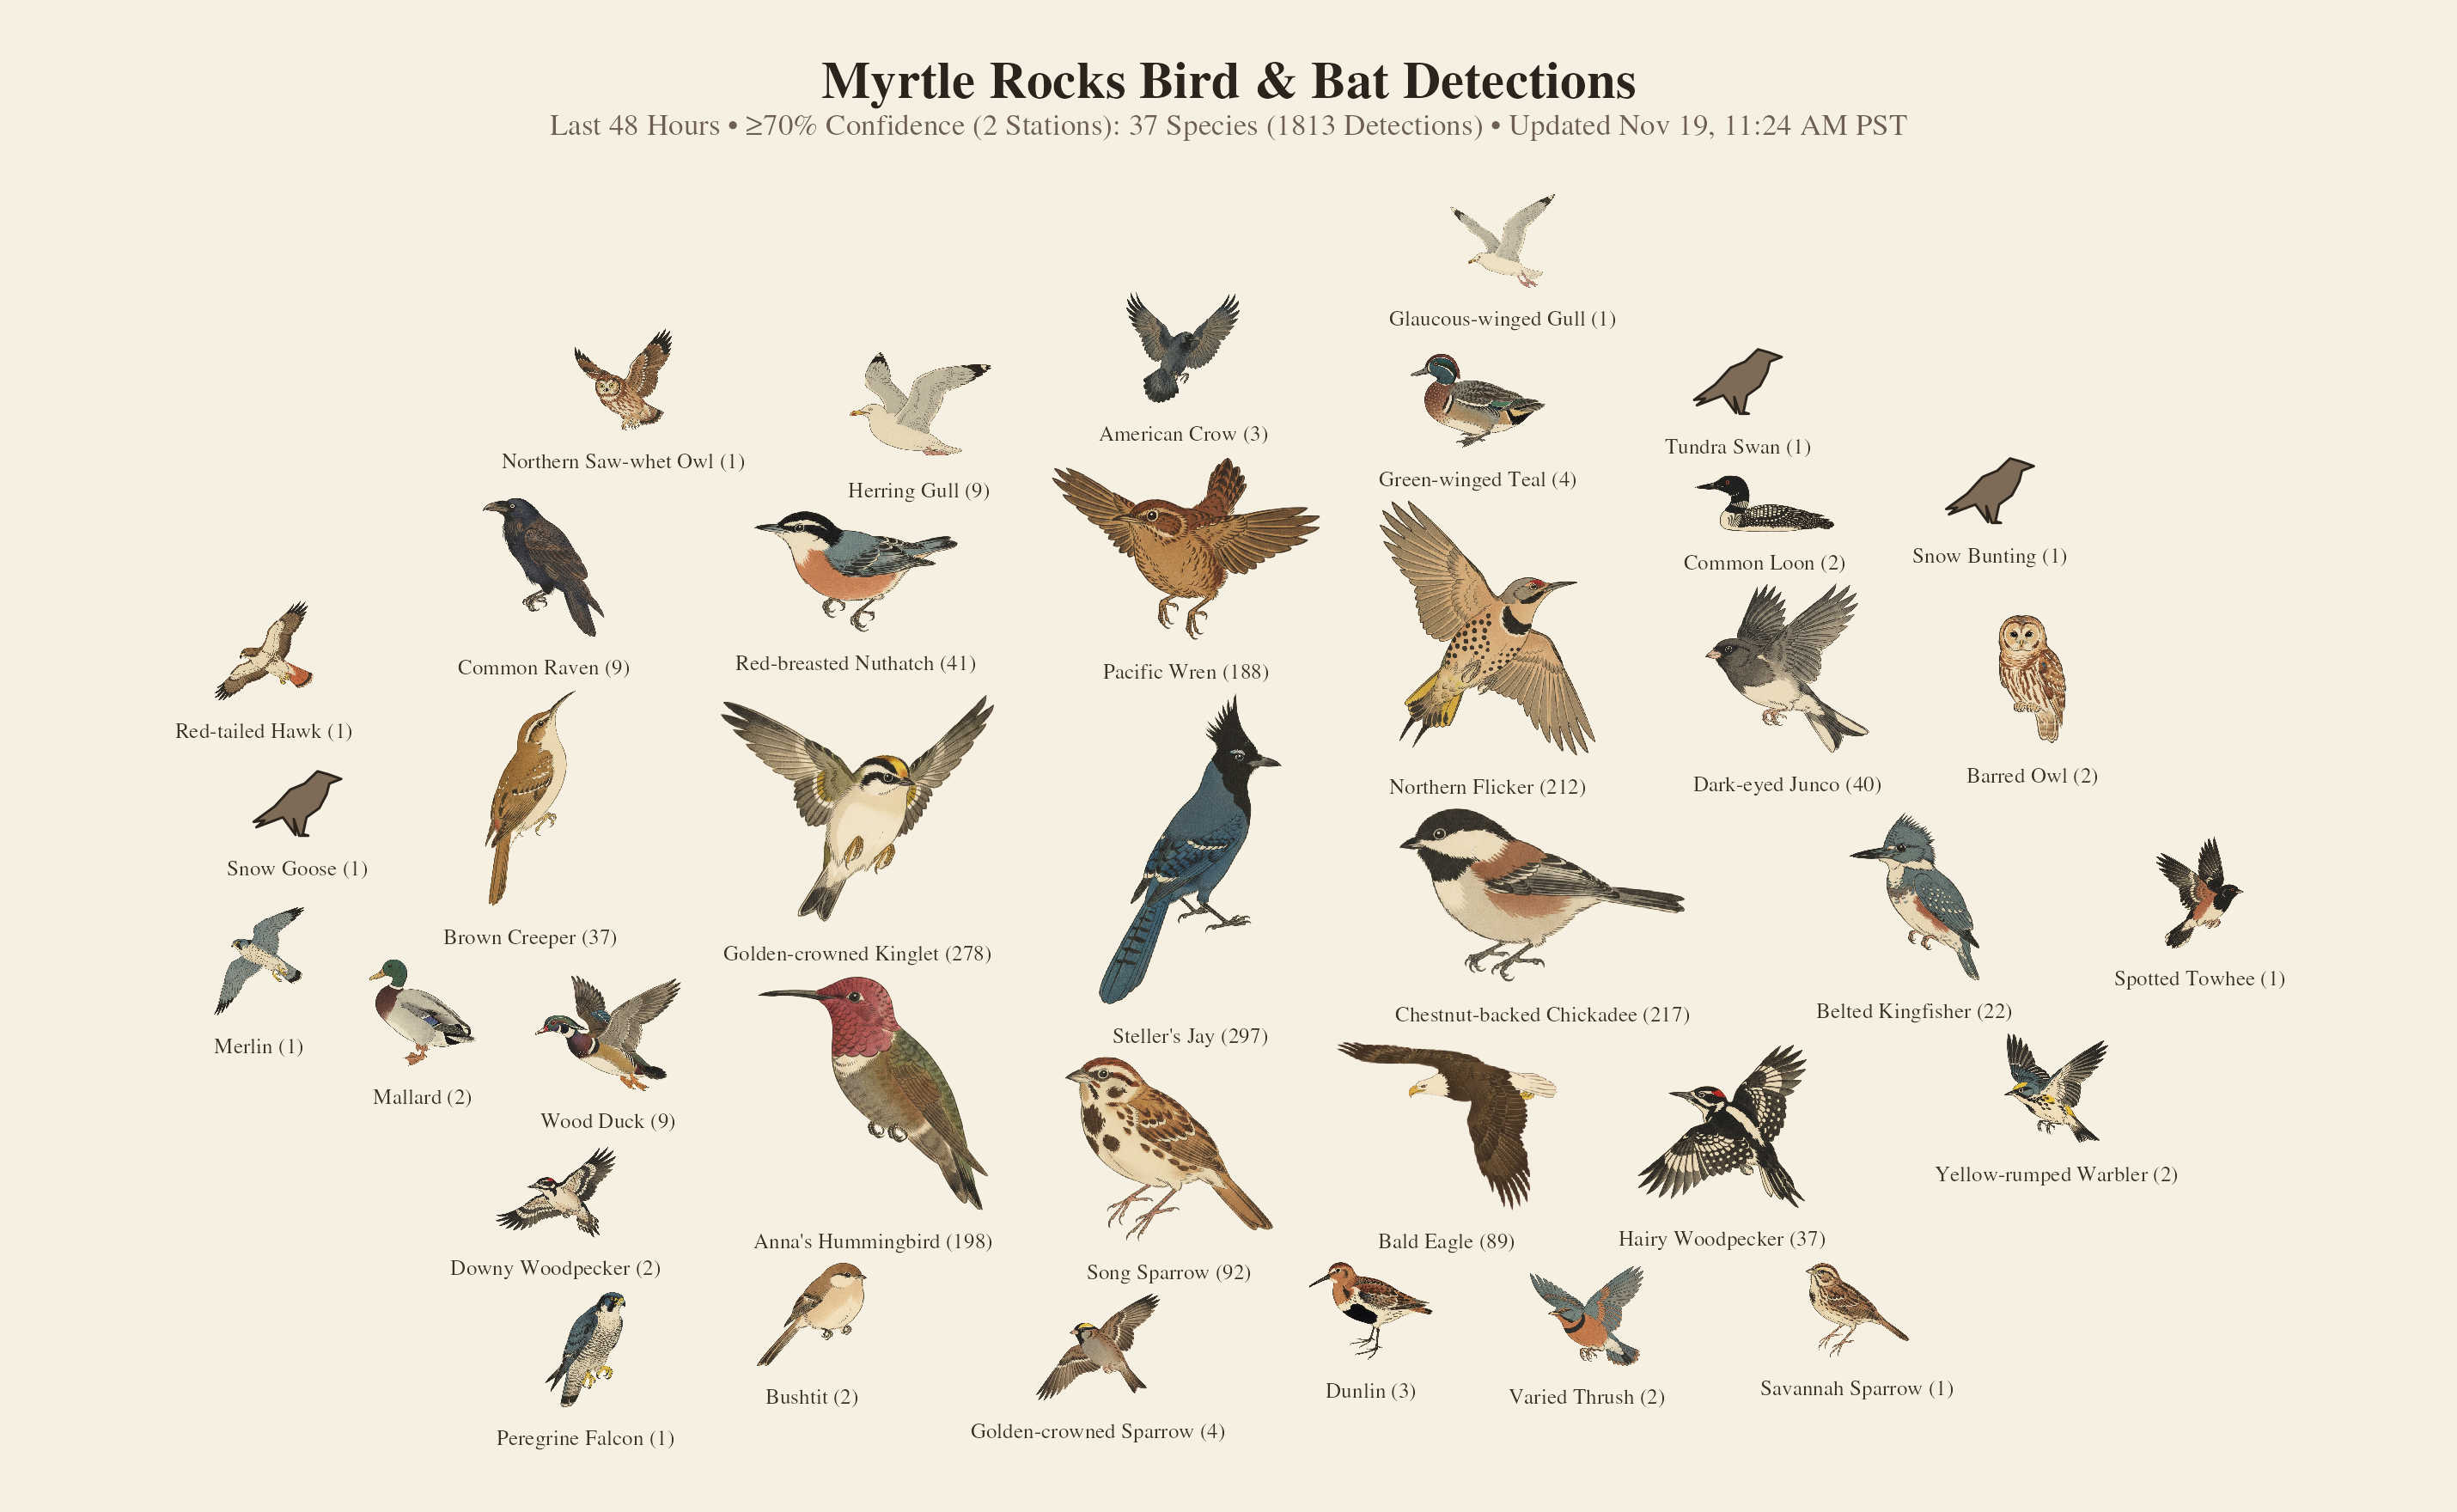 Myrtle Rocks Bird & Bat Detections
Last 48 Hours • ≥70% Confidence (2 Stations): 37 Species (1813 Detections) • Updated Nov 19, 11:24 AM PST
Glaucous-winged Gull (1)
American Crow (3)
Tundra Swan (1)
Northern Saw-whet Owl (1)
Green-winged Teal (4)
Herring Gull (9)
Snow Bunting (1)
Common Loon (2)
Red-breasted Nuthatch (41)
Common Raven (9)
Pacific Wren (188)
Red-tailed Hawk (1)
Barred Owl (2)
Dark-eyed Junco (40)
Northern Flicker (212)
Snow Goose (1)
Brown Creeper (37)
Golden-crowned Kinglet (278)
Spotted Towhee (1)
Belted Kingfisher (22)
Chestnut-backed Chickadee (217)
Steller's Jay (297)
Merlin (1)
Mallard (2)
Wood Duck (9)
Yellow-rumped Warbler (2)
Hairy Woodpecker (37)
Anna's Hummingbird (198)
Bald Eagle (89)
Downy Woodpecker (2)
Song Sparrow (92)
Savannah Sparrow (1)
Dunlin (3)
Bushtit (2)
Varied Thrush (2)
Golden-crowned Sparrow (4)
Peregrine Falcon (1)